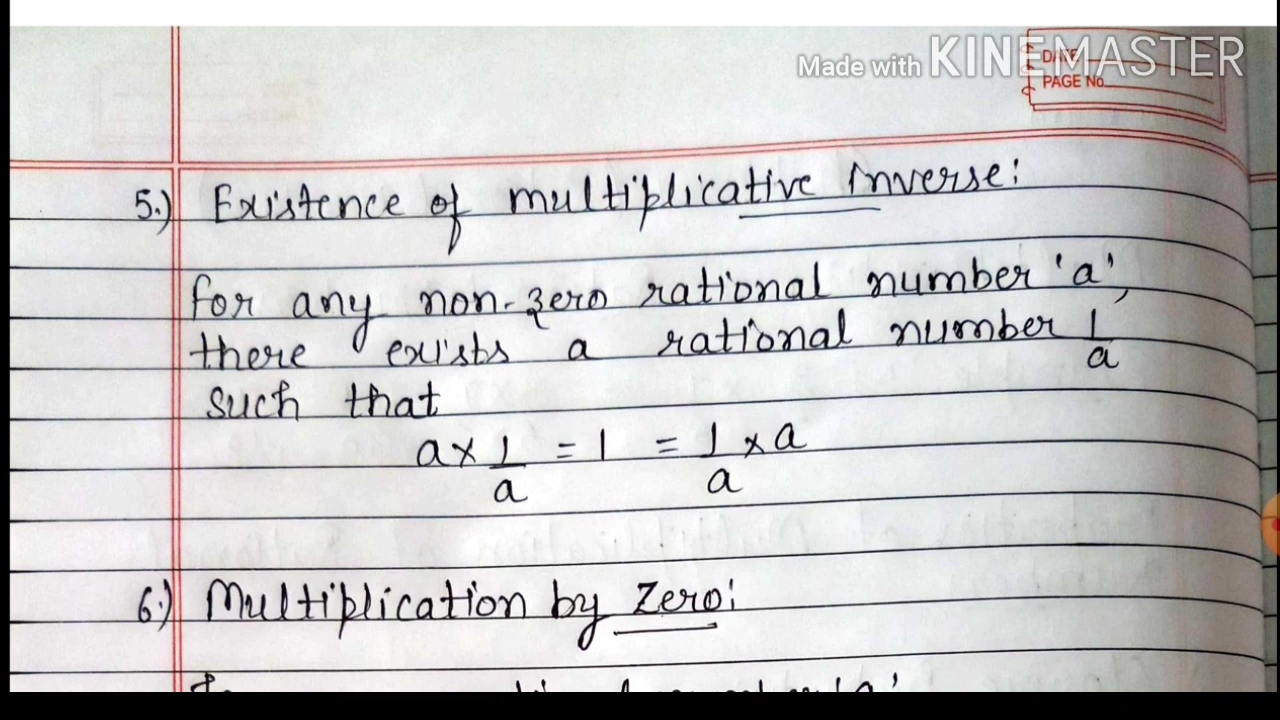 Made with KINEMASTER
DATE
PAGE No.
5.) Existence of multiplicative inverse:
for any non-zero rational number 'a',
there exists a rational number 1/a
such that
a × 1/a = 1 = 1/a × a
6.) Multiplication by Zero: